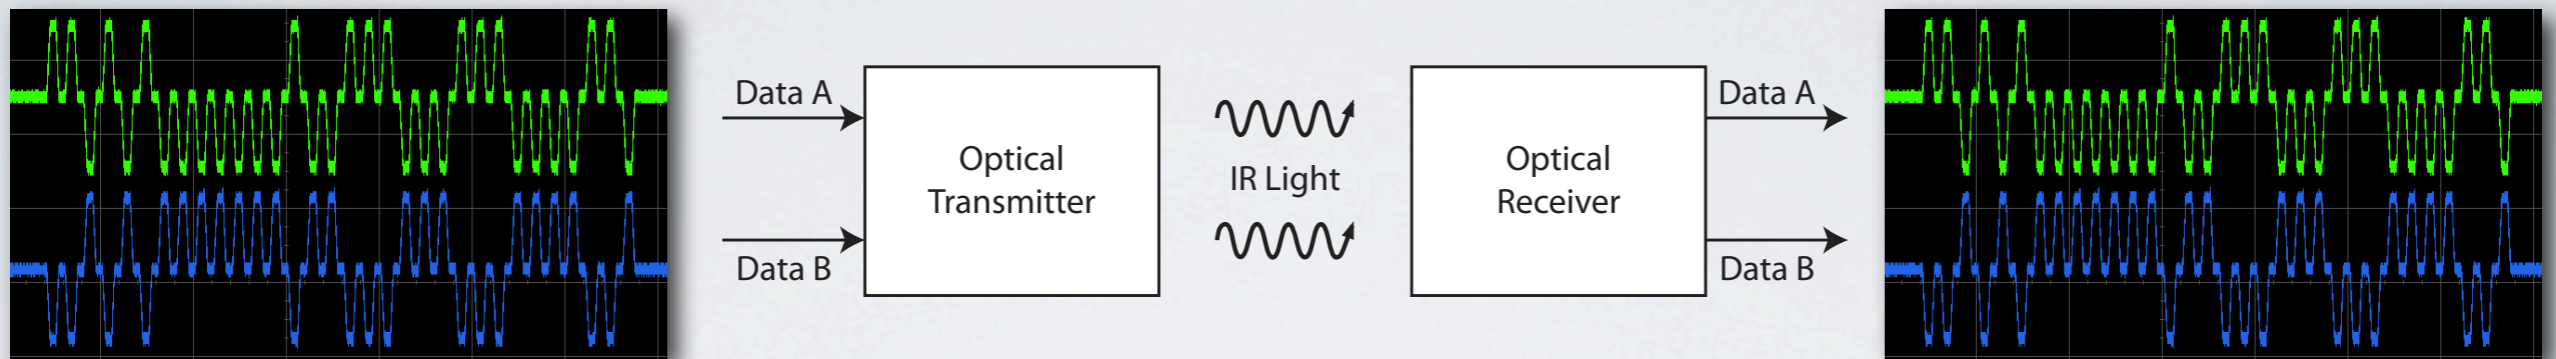 Data A
Data B
Optical
Transmitter
IR Light
Optical
Receiver
Data A
Data B